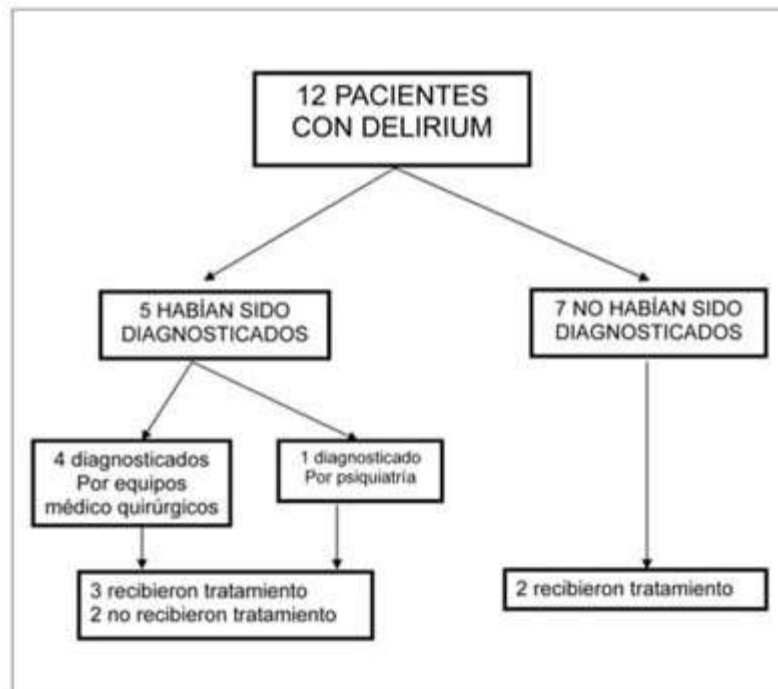 12 PACIENTES
CON DELIRIUM
5 HABÍAN SIDO
DIAGNOSTICADOS
7 NO HABÍAN SIDO
DIAGNOSTICADOS
4 diagnosticados
Por equipos
médico quirúrgicos
1 diagnosticado
Por psiquiatría
3 recibieron tratamiento
2 no recibieron tratamiento
2 recibieron tratamiento